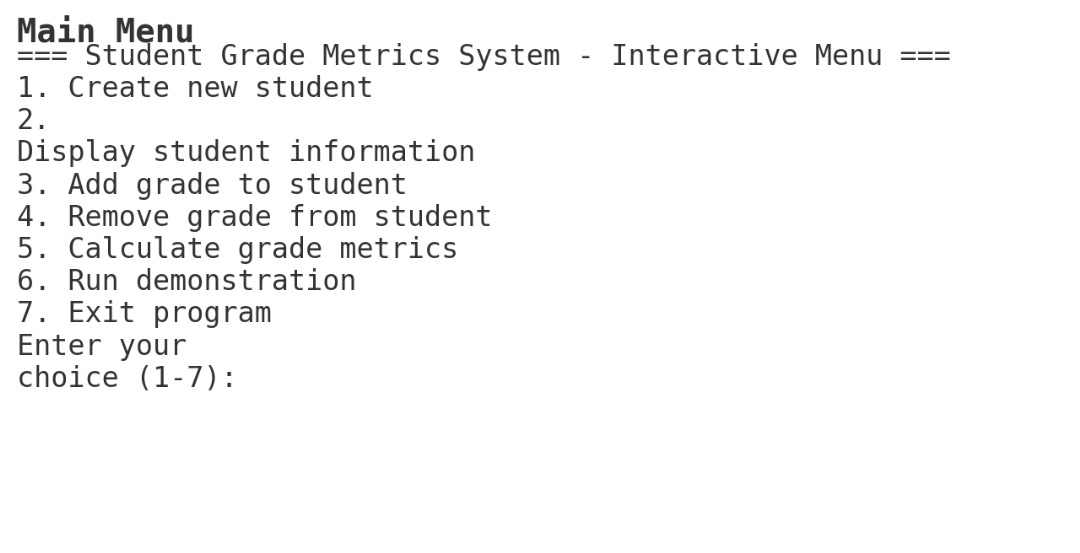 Main Menu
=== Student Grade Metrics System - Interactive Menu ===
1. Create new student
2.
Display student information
3. Add grade to student
4. Remove grade from student
5. Calculate grade metrics
6. Run demonstration
7. Exit program
Enter your
choice (1-7):